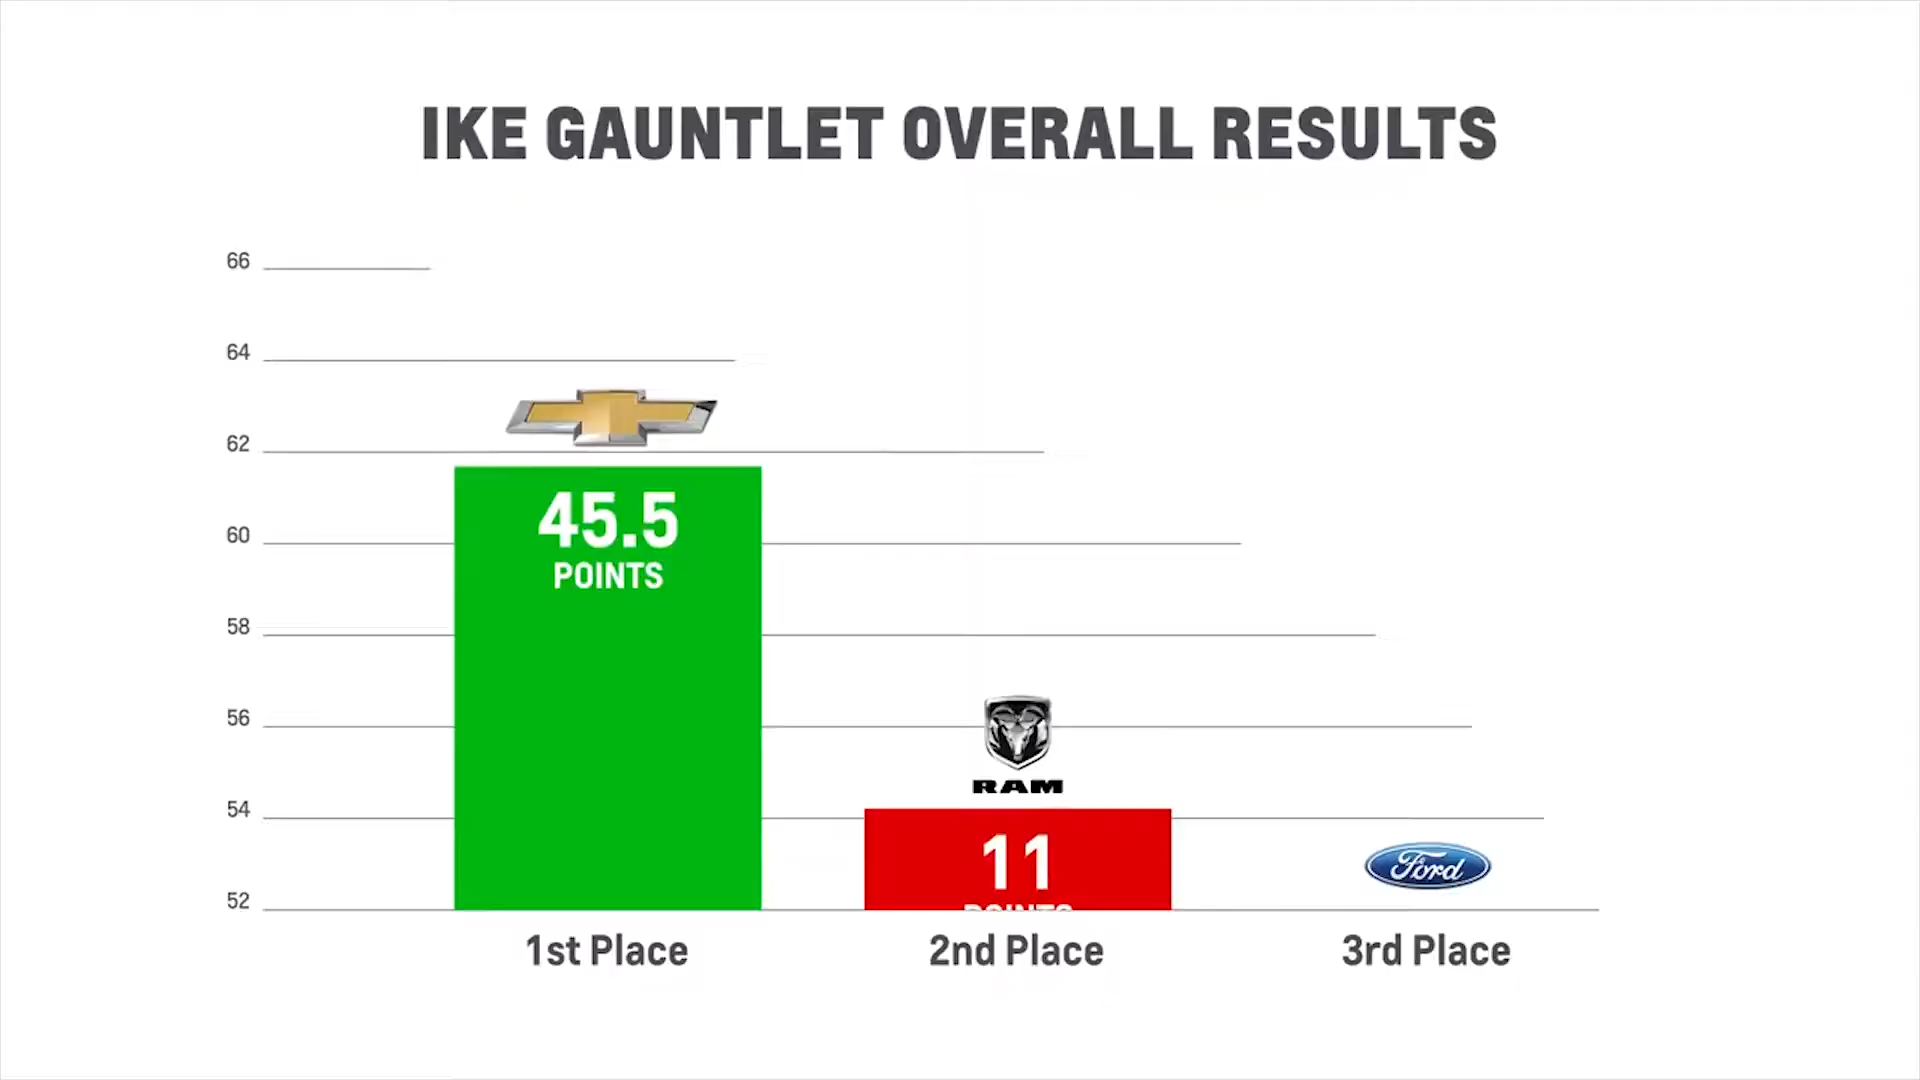 IKE GAUNTLET OVERALL RESULTS
66
64
62
60
58
56
54
52
45.5
POINTS
RAM
11
POINTS
Ford
1st Place
2nd Place
3rd Place